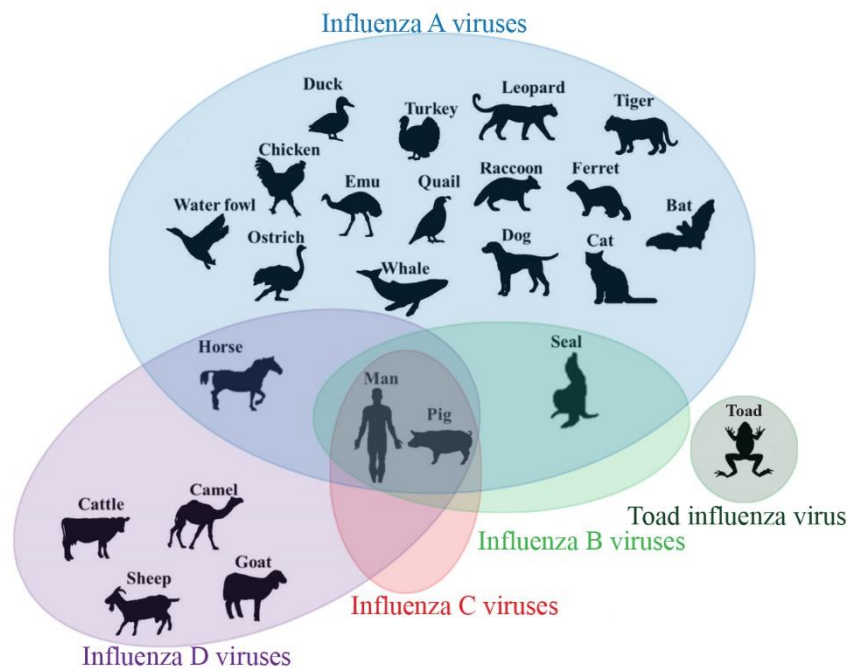 Influenza A viruses
Duck
Leopard
Turkey
Tiger
Chicken
Emu
Quail
Raccoon
Ferret
Water fowl
Bat
Ostrich
Whale
Dog
Cat
Horse
Seal
Man
Pig
Toad
Cattle
Camel
Toad influenza virus
Influenza B viruses
Sheep
Goat
Influenza C viruses
Influenza D viruses